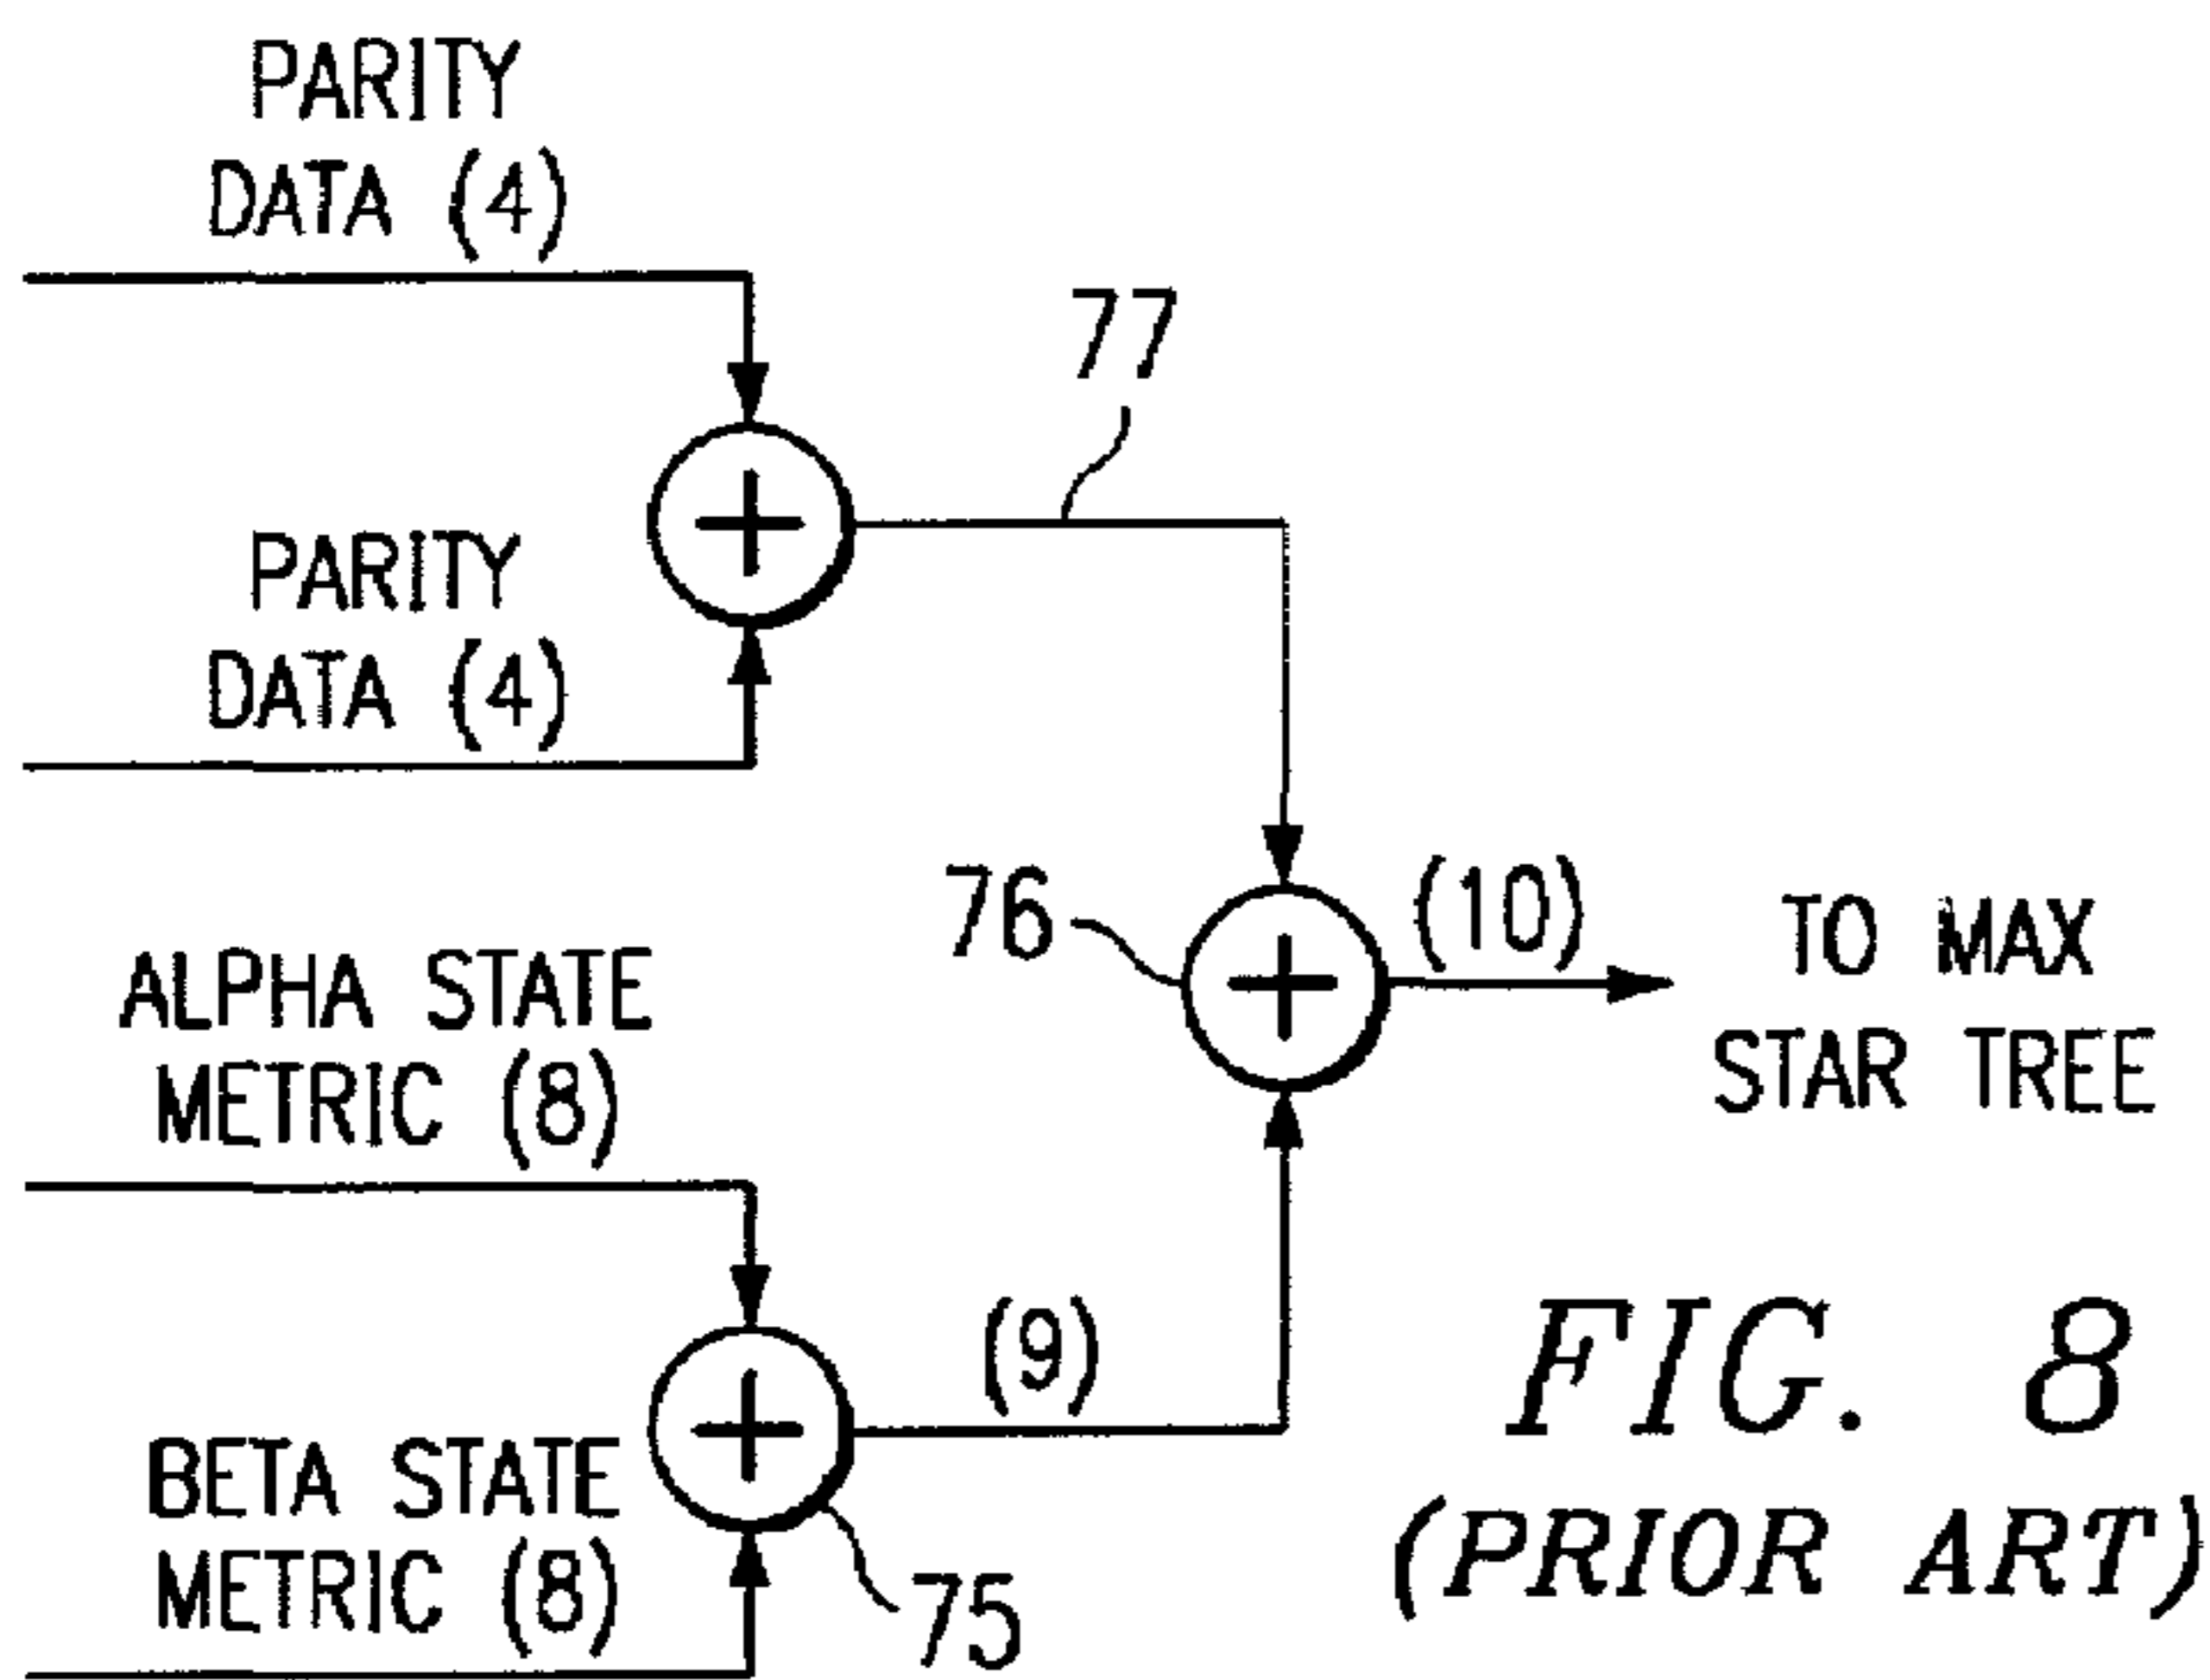 PARITY
DATA (4)
77
PARITY
DATA (4)
76
(10)
TO MAX
STAR TREE
ALPHA STATE
METRIC (8)
(9)
BETA STATE
METRIC (8)
75
FIG. 8
(PRIOR ART)